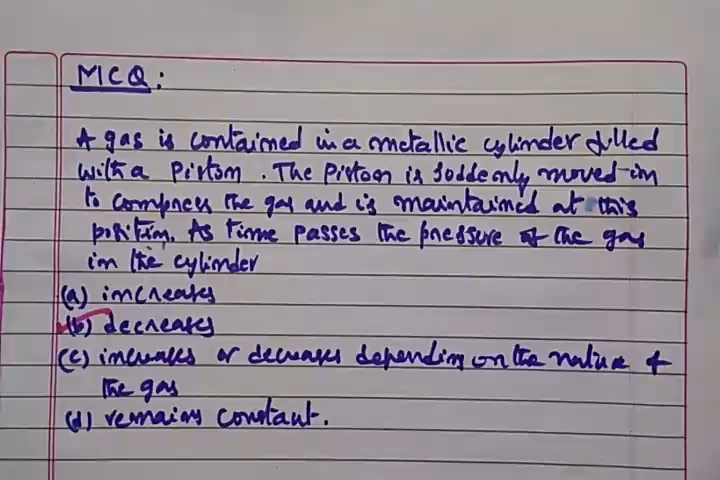 MCQ:
A gas is contained in a metallic cylinder filled
with a Piston. The Piston is suddenly moved in
to compress the gas and is maintained at this
position. As time passes the pressure of the gas
in the cylinder
(a) increases
(b) decreases
(c) increases or decreases depending on the nature of
the gas
(d) remains constant.